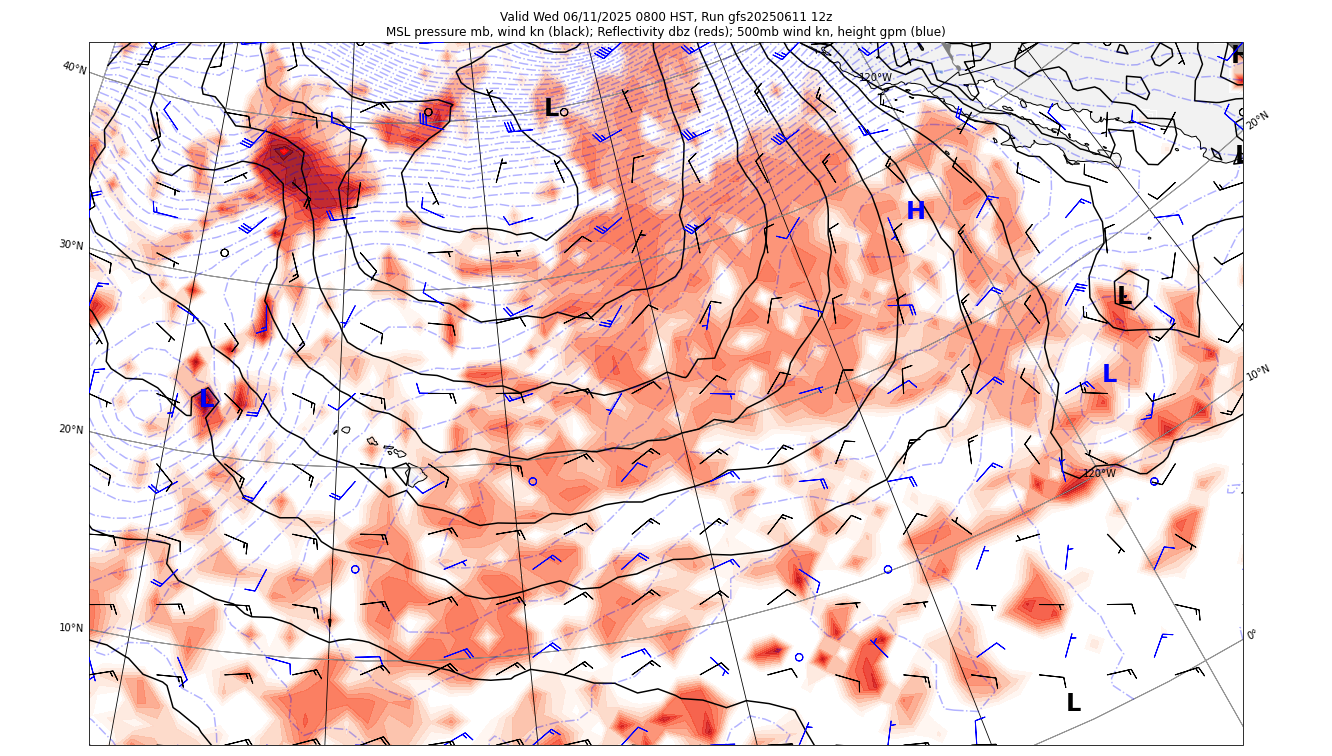 Valid Wed 06/11/2025 0800 HST, Run gfs20250611 12z
MSL pressure mb, wind kn (black); Reflectivity dbz (reds); 500mb wind kn, height gpm (blue)
40°N
120°W
H
L
20°N
L
H
30°N
L
L
10°N
L
20°N
120°W
10°N
0°
L